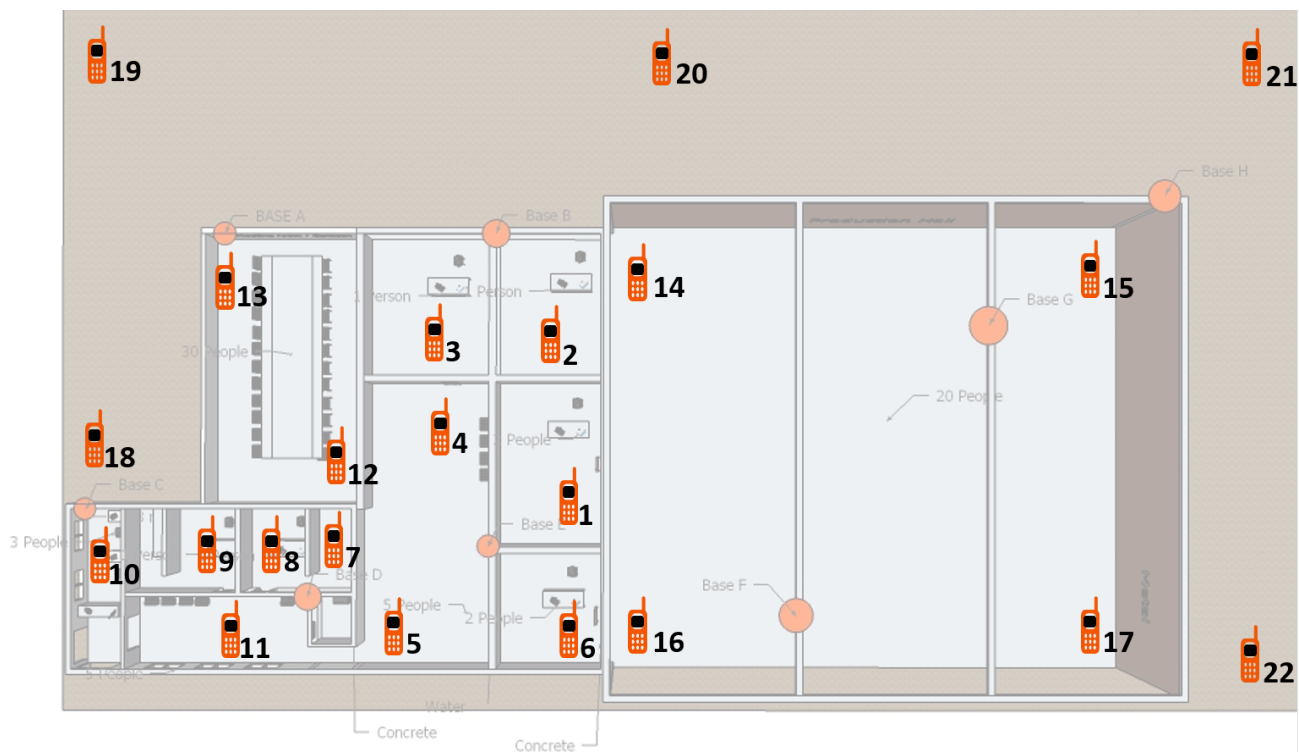 19
20
21
Base H
BASE A
Base B
13
1 Person
Person
14
15
Base G
30 People
3
2
20 People
4
People
18
12
Base C
1
3 People
Base E
9
8
7
10
Base D
Base F
5 People
2 People
11
5
6
16
17
22
Water
Concrete
Concrete